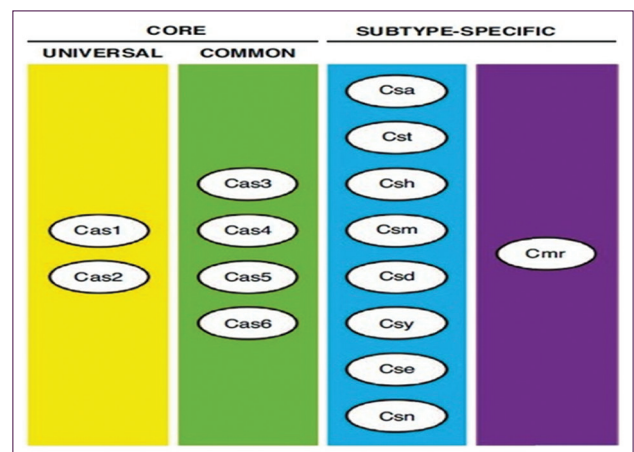 CORE SUBTYPE-SPECIFIC
UNIVERSAL COMMON
Cas1
Cas2
Cas3
Cas4
Cas5
Cas6
Csa
Cst
Csh
Csm
Csd
Csy
Cse
Csn
Cmr